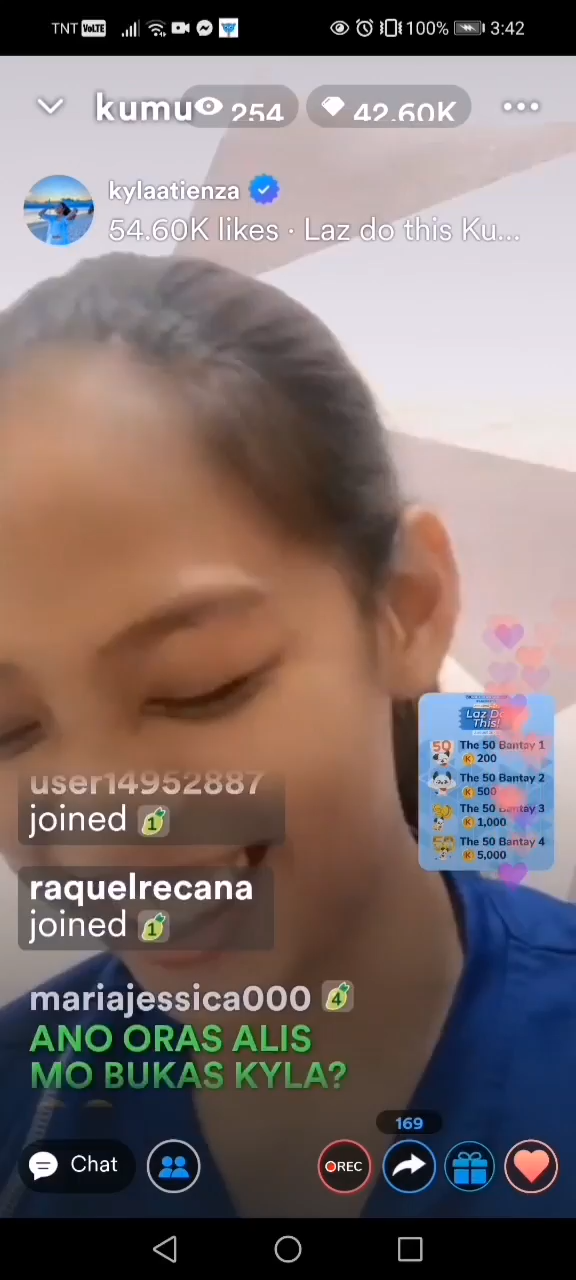 TNT VoLTE 100% 3:42
kumu 254 42.60K
kylaatienza
54.60K likes · Laz do this Ku...
Laz Do
This!
The 50 Bantay 1
200
The 50 Bantay 2
500
The 50 Bantay 3
1,000
The 50 Bantay 4
5,000
user14952887
joined 1
raquelrecana
joined 1
mariajessica000 4
ANO ORAS ALIS
MO BUKAS KYLA?
169
Chat
REC